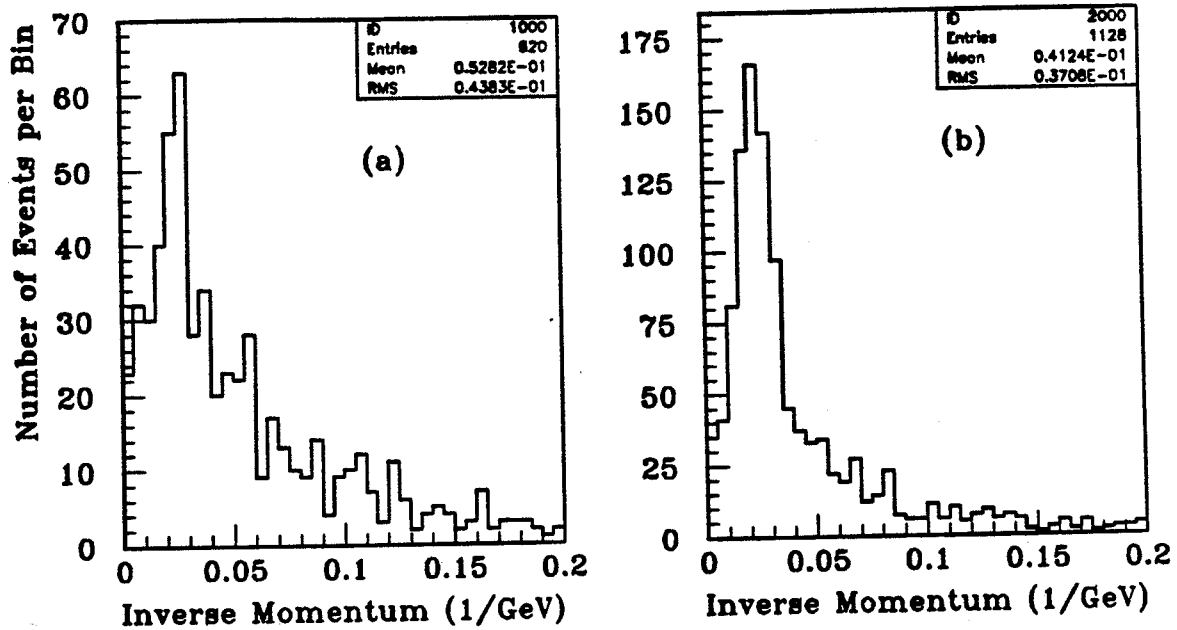 Number of Events per Bin
70
60
50
40
30
20
10
0
ID 1000
Entries 620
Mean 0.5282E-01
RMS 0.4383E-01
(a)
0 0.05 0.1 0.15 0.2
Inverse Momentum (1/GeV)
175
150
125
100
75
50
25
0
ID 2000
Entries 1128
Mean 0.4124E-01
RMS 0.3708E-01
(b)
0 0.05 0.1 0.15 0.2
Inverse Momentum (1/GeV)